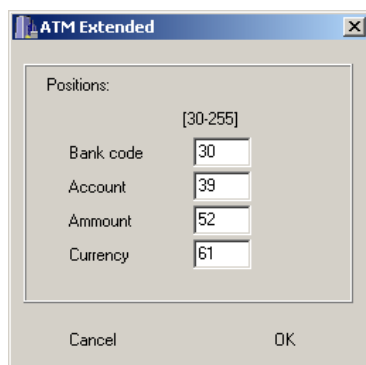 ATM Extended
Positions:
[30-255]
Bank code 30
Account 39
Ammount 52
Currency 61
Cancel OK